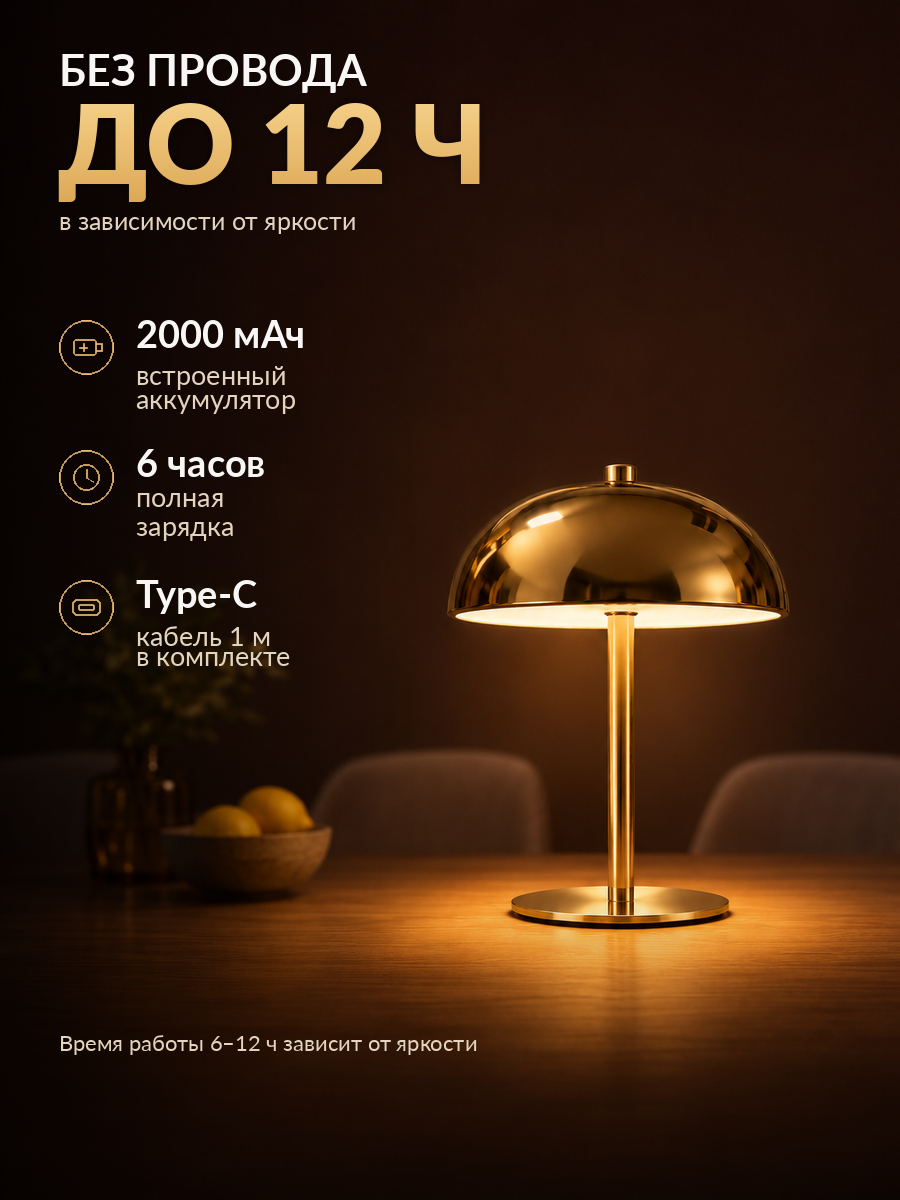 БЕЗ ПРОВОДА
ДО 12 Ч
в зависимости от яркости
2000 мАч
встроенный
аккумулятор
6 часов
полная
зарядка
Type-C
кабель 1 м
в комплекте
Время работы 6–12 ч зависит от яркости